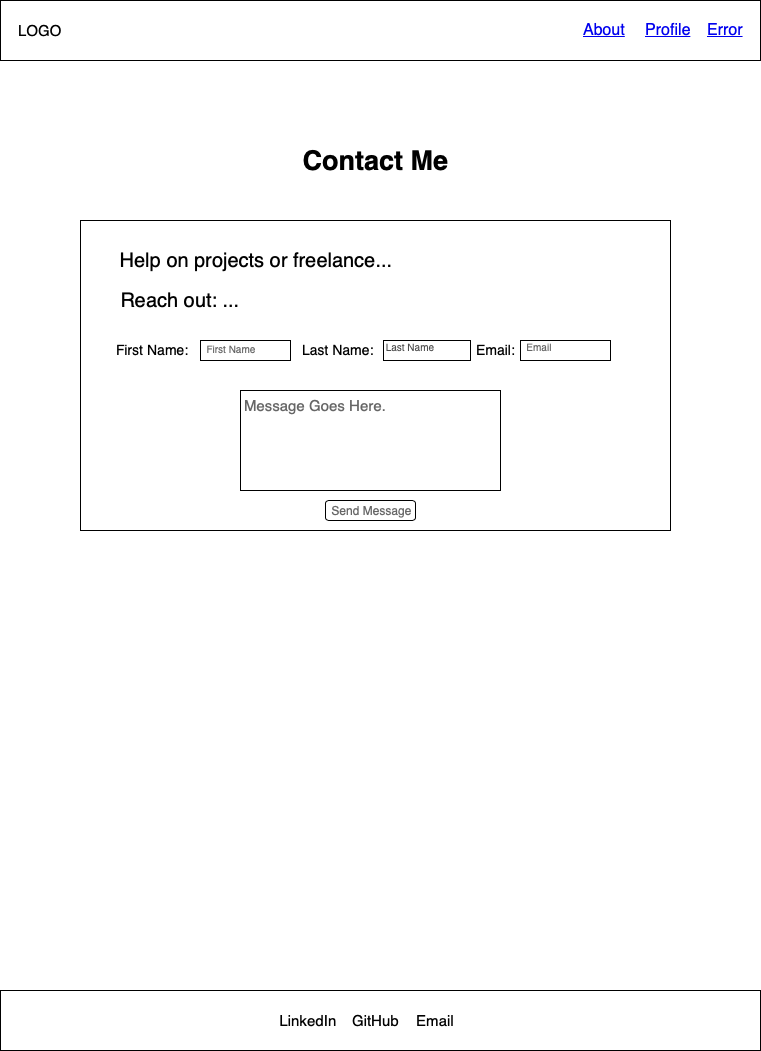 LOGO About Profile Error
Contact Me
Help on projects or freelance...
Reach out: ...
First Name: First Name Last Name: Last Name Email: Email
Message Goes Here.
Send Message
LinkedIn GitHub Email